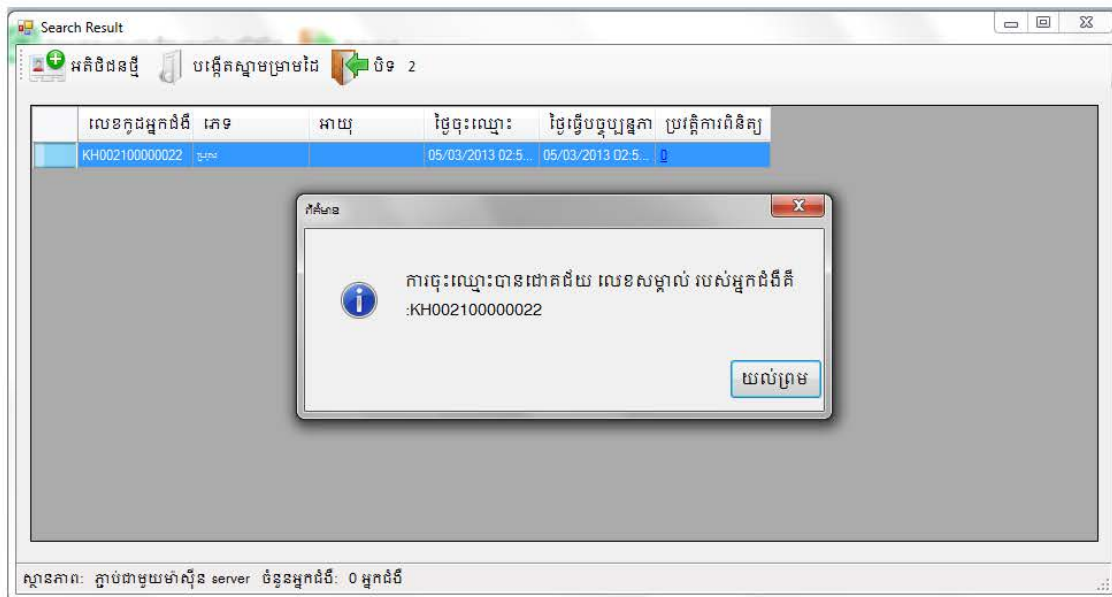 Search Result
អតិថិជនថ្មី បង្កើតស្នាមម្រាមដៃ បិទ 2
លេខកូដអ្នកជំងឺ ភេទ អាយុ ថ្ងៃចុះឈ្មោះ ថ្ងៃធ្វើបច្ចុប្បន្នភា ប្រវត្តិការពិនិត្យ
KH002100000022 ប្រុស 05/03/2013 02:5... 05/03/2013 02:5... 0
ព័ត៌មាន
ការចុះឈ្មោះបានជោគជ័យ លេខសម្គាល់ របស់អ្នកជំងឺគឺ
:KH002100000022
យល់ព្រម
ស្ថានភាព: ភ្ជាប់ជាមួយម៉ាស៊ីន server ចំនួនអ្នកជំងឺ: 0 អ្នកជំងឺ